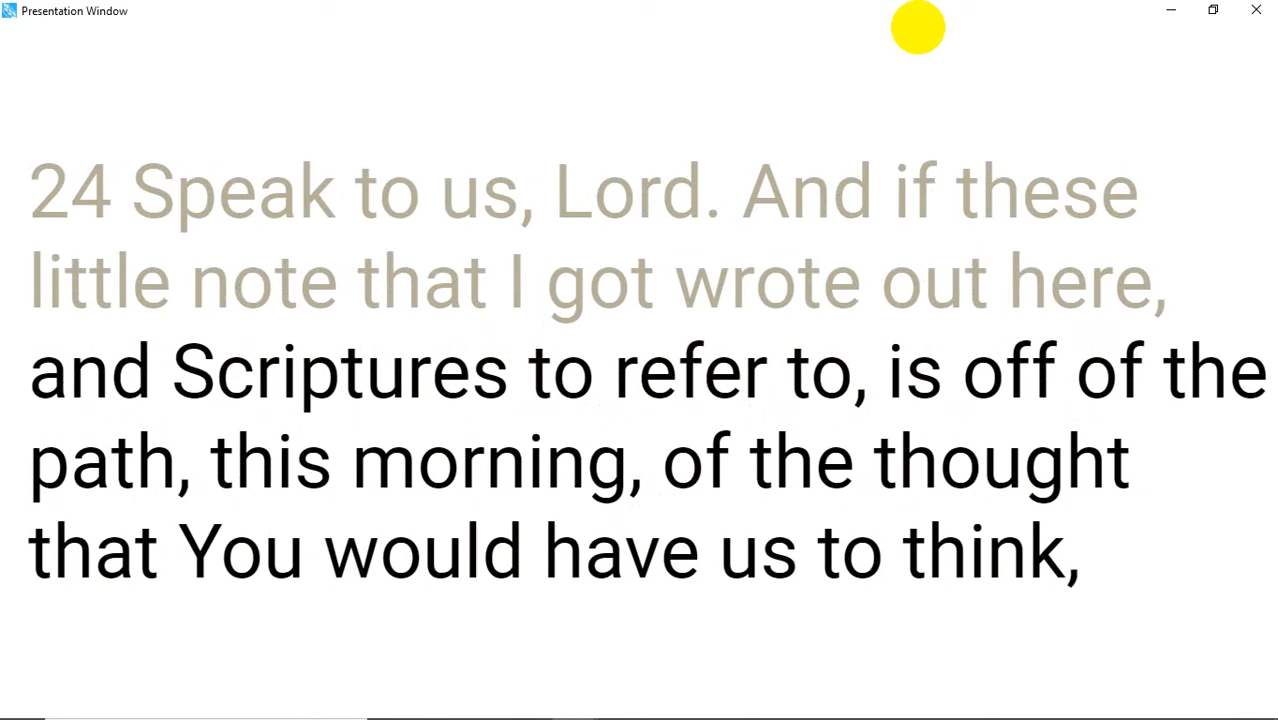 Presentation Window
24 Speak to us, Lord. And if these
little note that I got wrote out here,
and Scriptures to refer to, is off of the
path, this morning, of the thought
that You would have us to think,